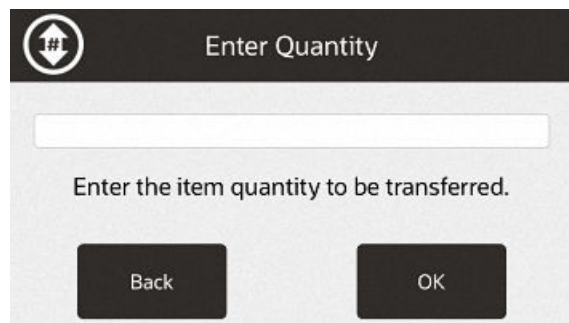 #
Enter Quantity
Enter the item quantity to be transferred.
Back
OK